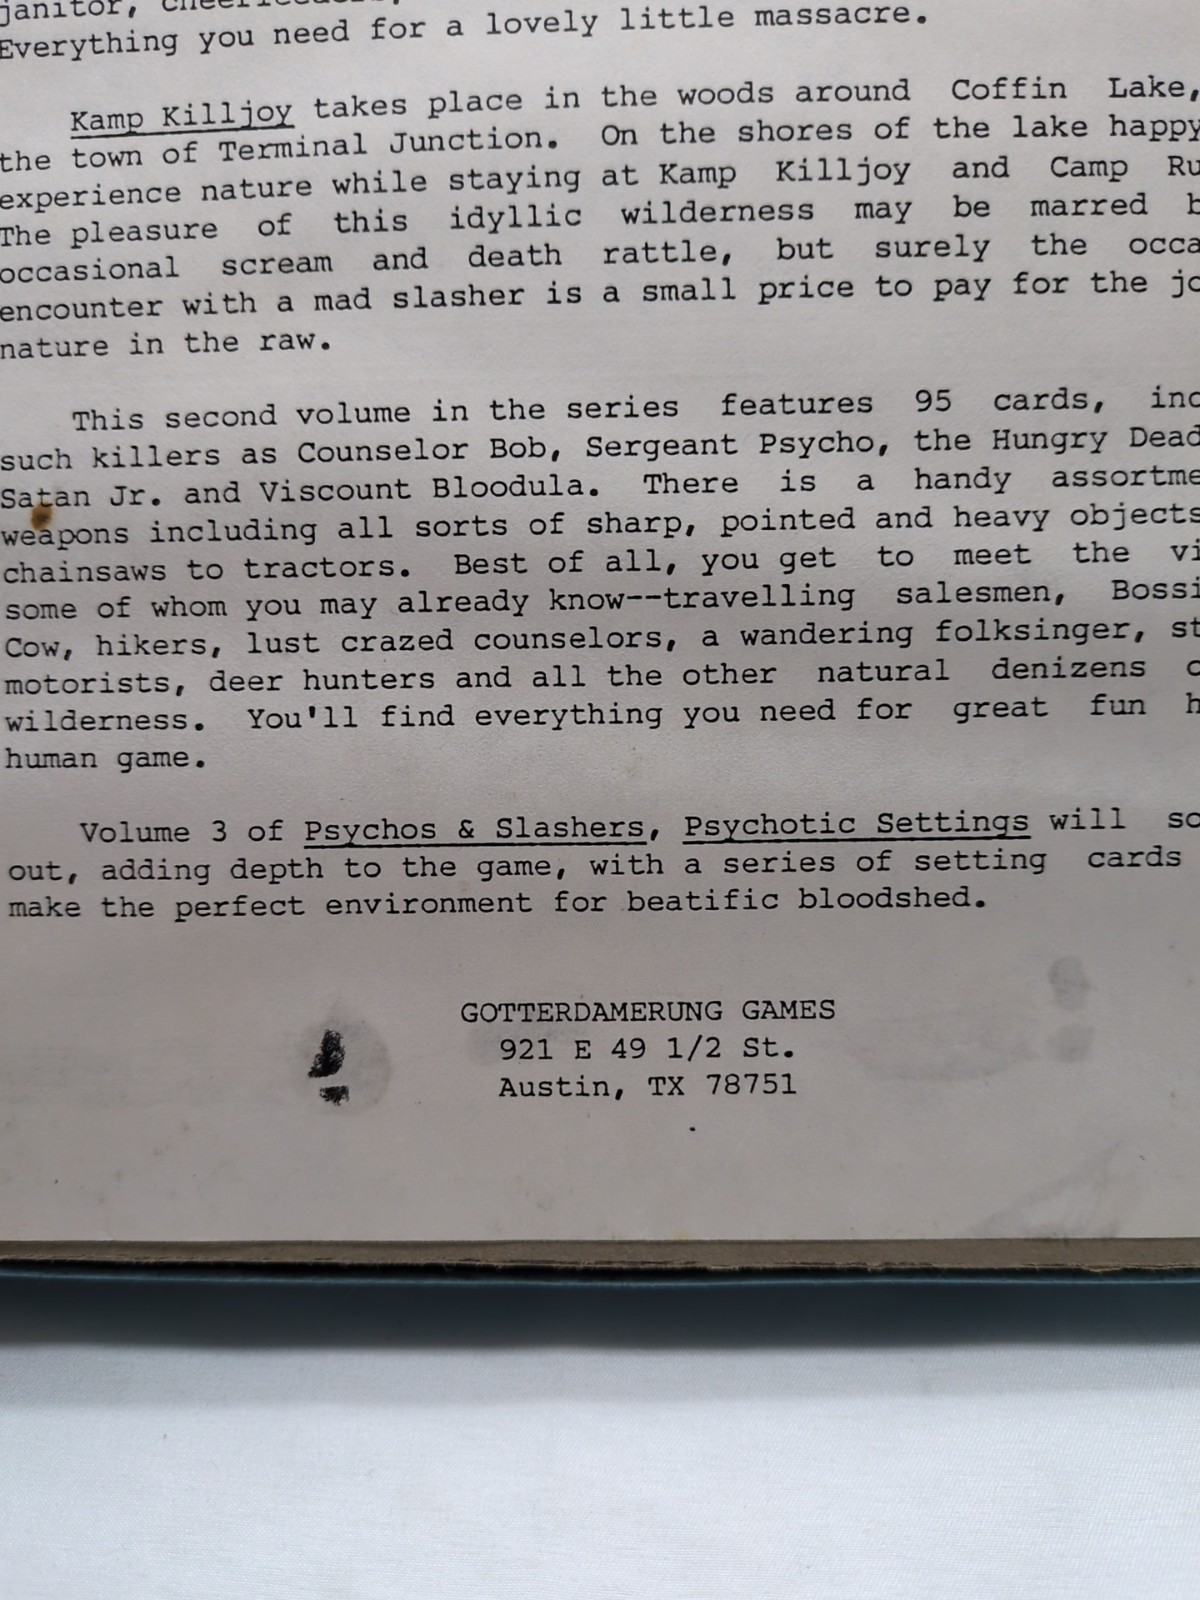 janitor,
Everything you need for a lovely little massacre.
Kamp Killjoy takes place in the woods around Coffin Lake,
the town of Terminal Junction. On the shores of the lake happy
experience nature while staying at Kamp Killjoy and Camp Ru
The pleasure of this idyllic wilderness may be marred b
occasional scream and death rattle, but surely the occa
encounter with a mad slasher is a small price to pay for the jo
nature in the raw.
This second volume in the series features 95 cards, inc
such killers as Counselor Bob, Sergeant Psycho, the Hungry Dead
Satan Jr. and Viscount Bloodula. There is a handy assortme
weapons including all sorts of sharp, pointed and heavy objects
chainsaws to tractors. Best of all, you get to meet the vi
some of whom you may already know--travelling salesmen, Bossi
Cow, hikers, lust crazed counselors, a wandering folksinger, st
motorists, deer hunters and all the other natural denizens o
wilderness. You'll find everything you need for great fun h
human game.
Volume 3 of Psychos & Slashers, Psychotic Settings will so
out, adding depth to the game, with a series of setting cards
make the perfect environment for beatific bloodshed.
GOTTERDAMERUNG GAMES
921 E 49 1/2 St.
Austin, TX 78751